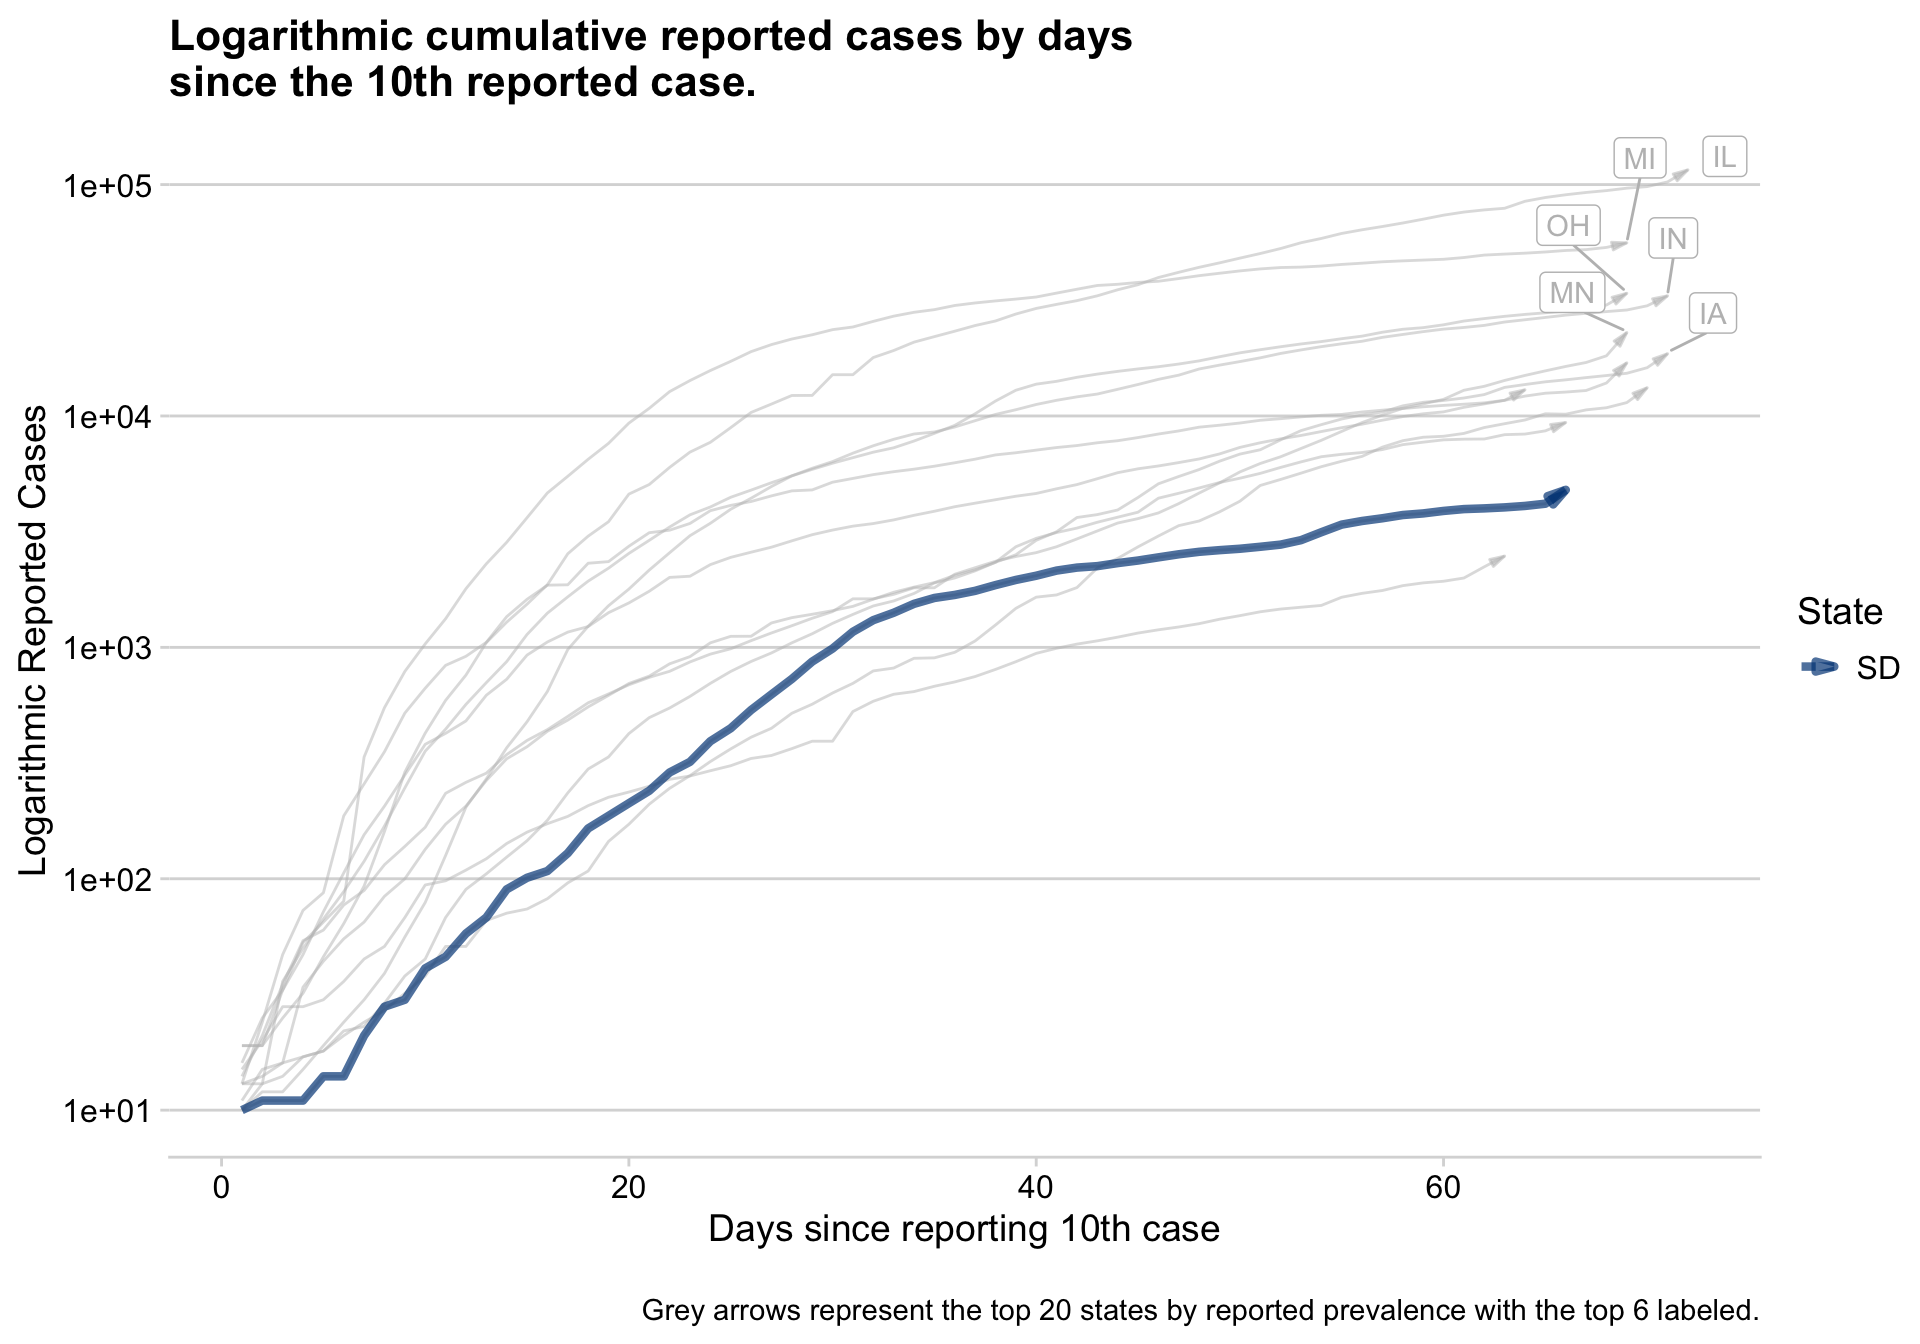 Logarithmic cumulative reported cases by days
since the 10th reported case.
MI
IL
OH
IN
MN
IA
1e+05
1e+04
1e+03
1e+02
1e+01
Logarithmic Reported Cases
0
20
40
60
Days since reporting 10th case
State
SD
Grey arrows represent the top 20 states by reported prevalence with the top 6 labeled.